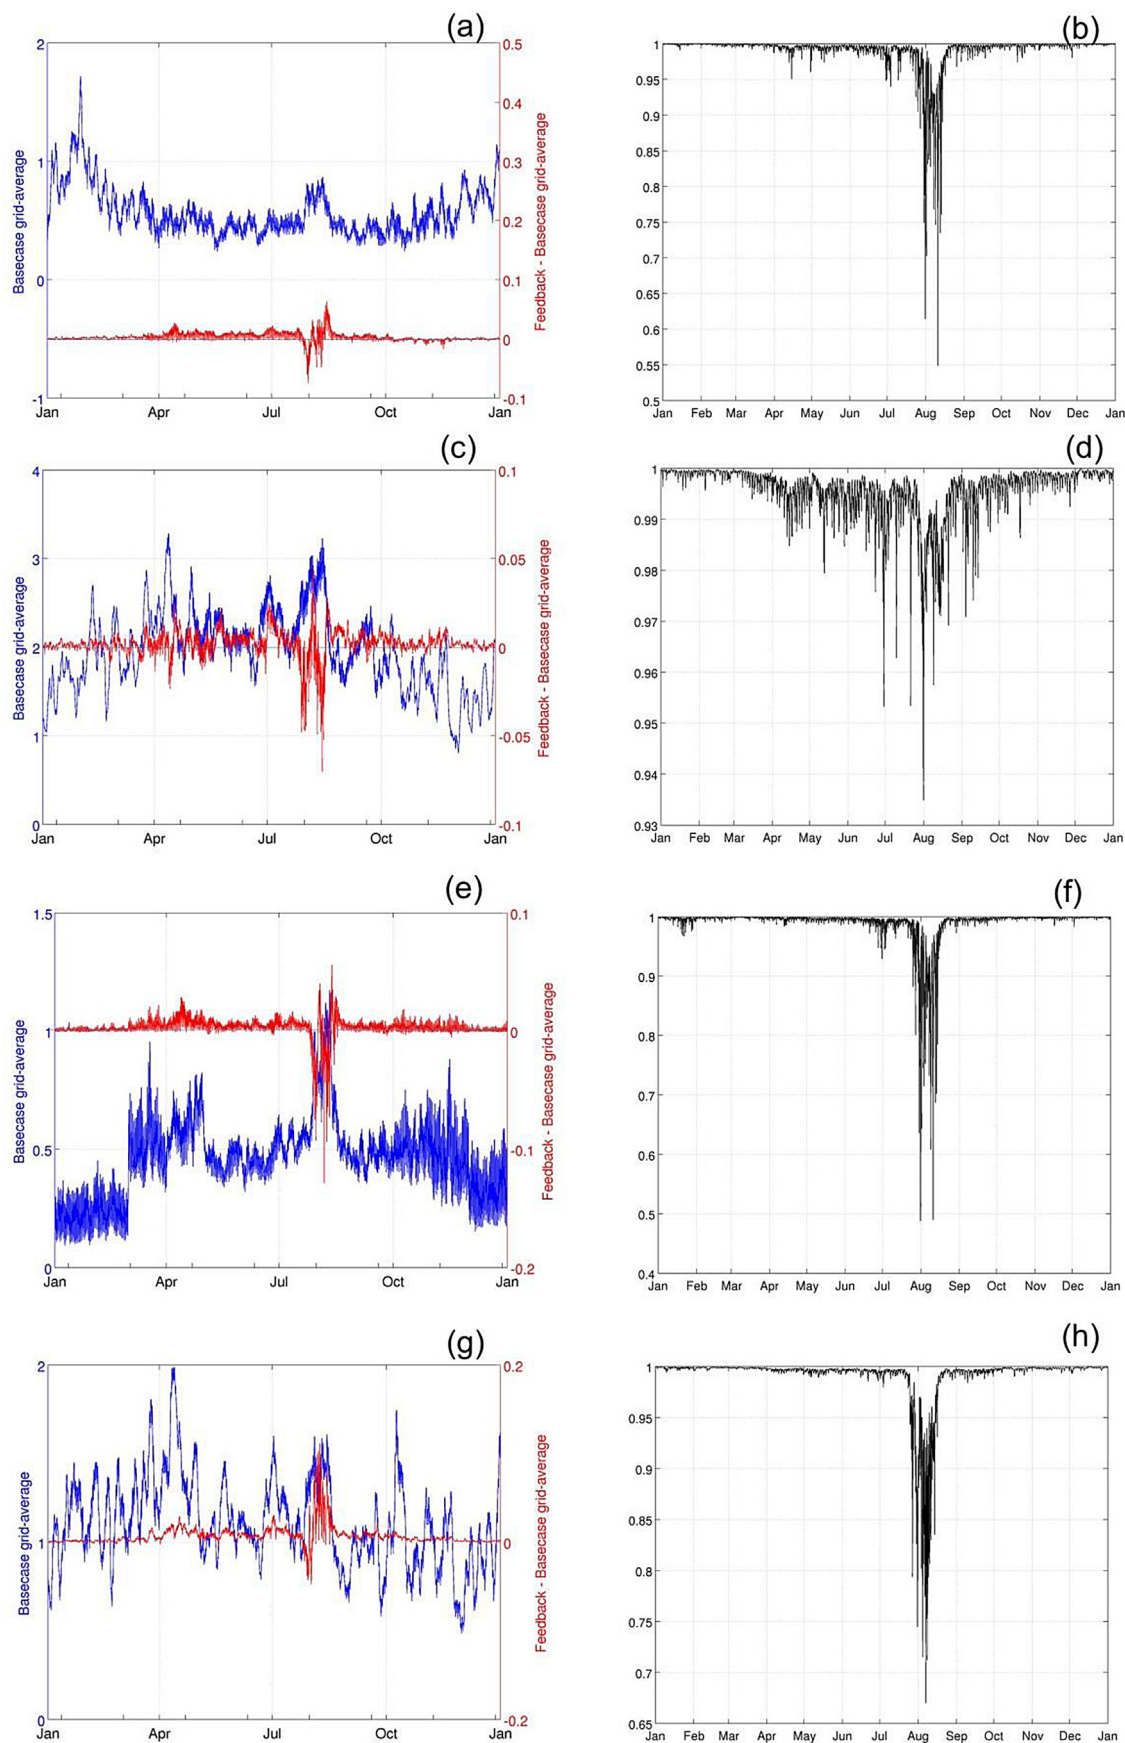 (a)
2
1
0
-1
Basecase grid-average
0.5
0.4
0.3
0.2
0.1
0
-0.1
Feedback - Basecase grid-average
Jan Apr Jul Oct Jan
(b)
1
0.95
0.9
0.85
0.8
0.75
0.7
0.65
0.6
0.55
0.5
Jan Feb Mar Apr May Jun Jul Aug Sep Oct Nov Dec Jan
(c)
4
3
2
1
0
Basecase grid-average
0.1
0.05
0
-0.05
-0.1
Feedback - Basecase grid-average
Jan Apr Jul Oct Jan
(d)
1
0.99
0.98
0.97
0.96
0.95
0.94
0.93
Jan Feb Mar Apr May Jun Jul Aug Sep Oct Nov Dec Jan
(e)
1.5
1
0.5
0
Basecase grid-average
0.1
0
-0.1
-0.2
Feedback - Basecase grid-average
Jan Apr Jul Oct Jan
(f)
1
0.9
0.8
0.7
0.6
0.5
0.4
Jan Feb Mar Apr May Jun Jul Aug Sep Oct Nov Dec Jan
(g)
2
1
0
Basecase grid-average
0.2
0
-0.2
Feedback - Basecase grid-average
Jan Apr Jul Oct Jan
(h)
1
0.95
0.9
0.85
0.8
0.75
0.7
0.65
Jan Feb Mar Apr May Jun Jul Aug Sep Oct Nov Dec Jan